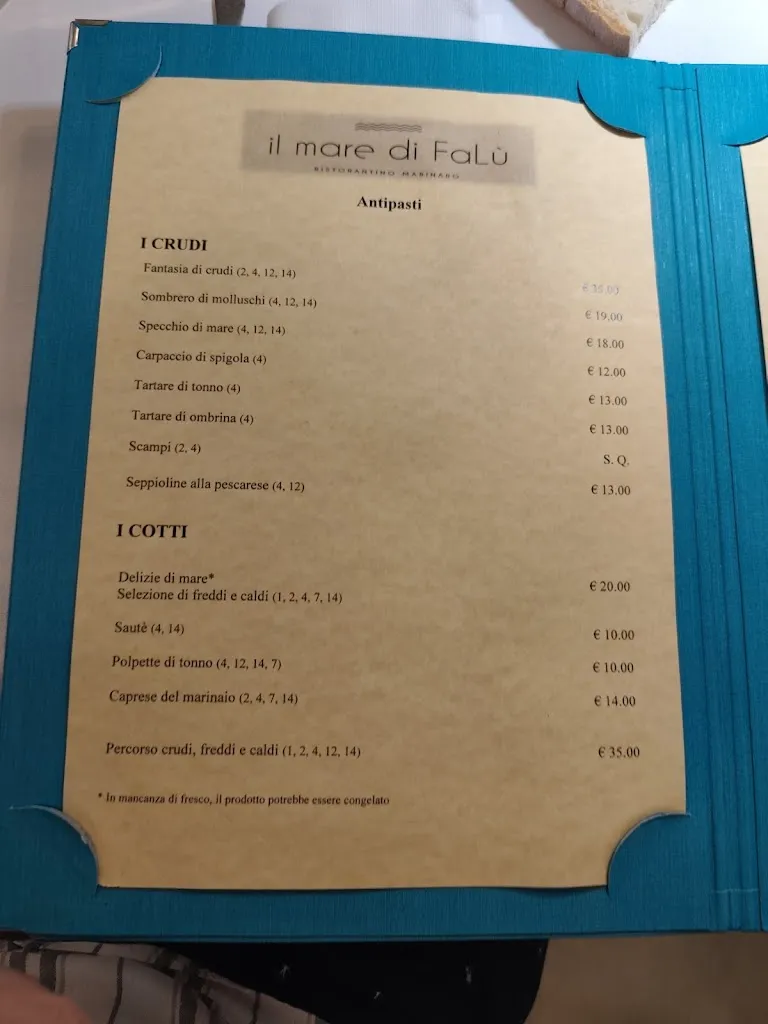 il mare di FaLù
RISTORANTINO MARINARO
Antipasti
I CRUDI
Fantasia di crudi (2, 4, 12, 14)
Sombrero di molluschi (4, 12, 14) € 19.00
Specchio di mare (4, 12, 14) € 18.00
Carpaccio di spigola (4) € 12.00
Tartare di tonno (4) € 13.00
Tartare di ombrina (4) € 13.00
Scampi (2, 4) S. Q.
Seppioline alla pescarese (4, 12) € 13.00
I COTTI
Delizie di mare*
Selezione di freddi e caldi (1, 2, 4, 7, 14) € 20.00
Sautè (4, 14) € 10.00
Polpette di tonno (4, 12, 14, 7) € 10.00
Caprese del marinaio (2, 4, 7, 14) € 14.00
Percorso crudi, freddi e caldi (1, 2, 4, 12, 14) € 35.00
* In mancanza di fresco, il prodotto potrebbe essere congelato